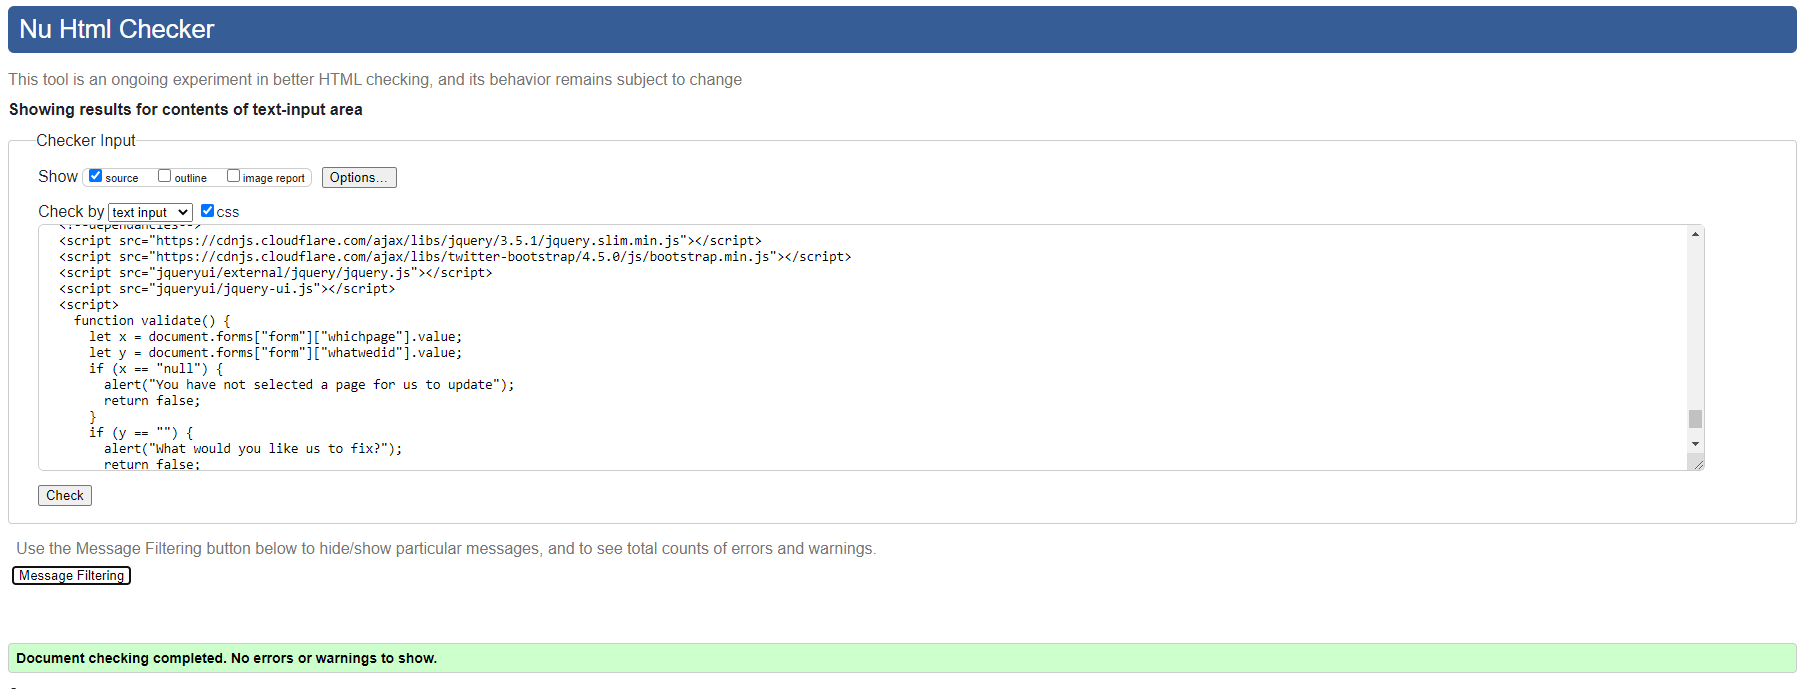 Nu Html Checker
This tool is an ongoing experiment in better HTML checking, and its behavior remains subject to change
Showing results for contents of text-input area
Checker Input
Show source outline image report Options...
Check by text input CSS
<!--dependancies-->
<script src="https://cdnjs.cloudflare.com/ajax/libs/jquery/3.5.1/jquery.slim.min.js"></script>
<script src="https://cdnjs.cloudflare.com/ajax/libs/twitter-bootstrap/4.5.0/js/bootstrap.min.js"></script>
<script src="jqueryui/external/jquery/jquery.js"></script>
<script src="jqueryui/jquery-ui.js"></script>
<script>
function validate() {
let x = document.forms["form"]["whichpage"].value;
let y = document.forms["form"]["whatwedid"].value;
if (x == "null") {
alert("You have not selected a page for us to update");
return false;
}
if (y == "") {
alert("What would you like us to fix?");
return false;
Check
Use the Message Filtering button below to hide/show particular messages, and to see total counts of errors and warnings.
Message Filtering
Document checking completed. No errors or warnings to show.